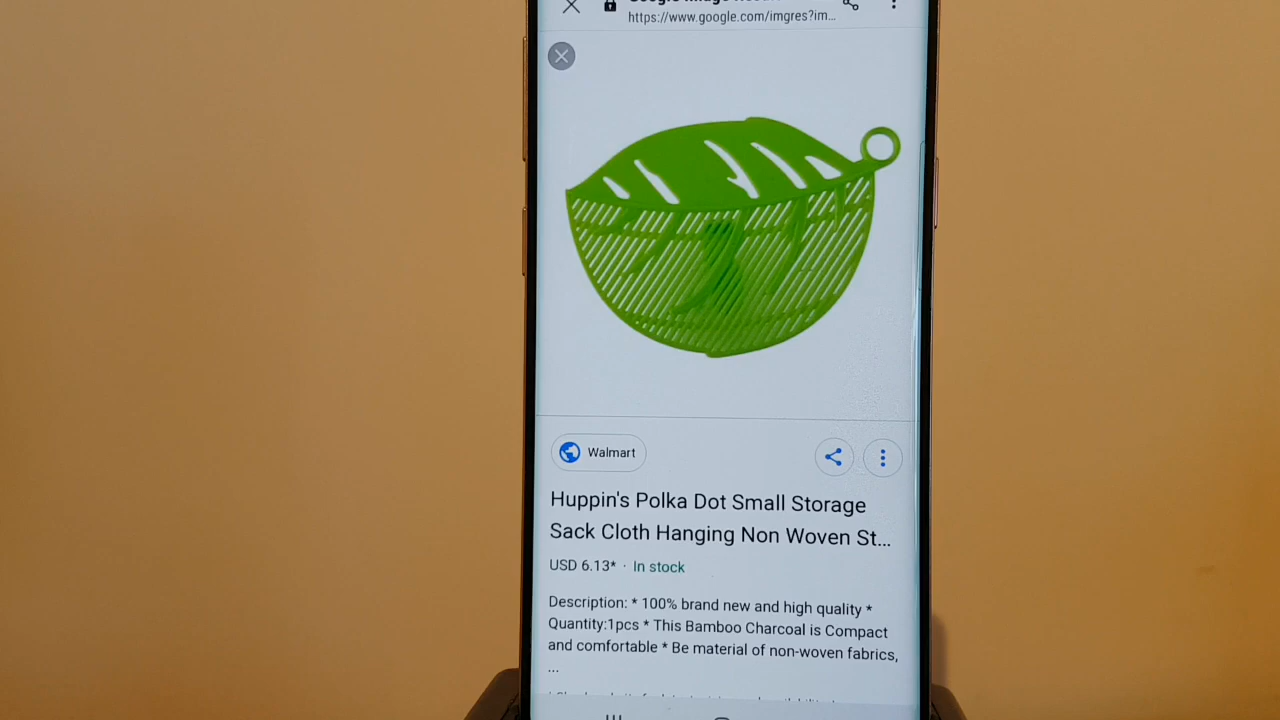 https://www.google.com/imgres?im...
Walmart
Huppin's Polka Dot Small Storage
Sack Cloth Hanging Non Woven St...
USD 6.13* · In stock
Description: * 100% brand new and high quality *
Quantity:1pcs * This Bamboo Charcoal is Compact
and comfortable * Be material of non-woven fabrics,
...